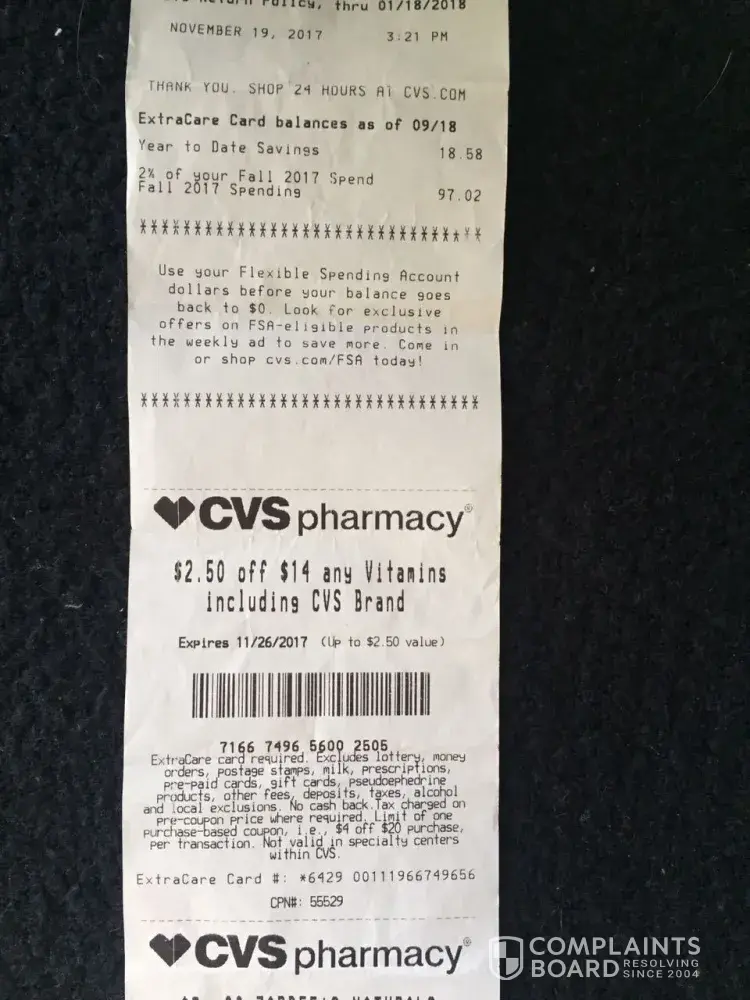 Return Policy, thru 01/18/2018
NOVEMBER 19, 2017 3:21 PM
THANK YOU. SHOP 24 HOURS AT CVS.COM
ExtraCare Card balances as of 09/18
Year to Date Savings 18.58
2% of your Fall 2017 Spend
Fall 2017 Spending 97.02
*******************************
Use your Flexible Spending Account
dollars before your balance goes
back to $0. Look for exclusive
offers on FSA-eligible products in
the weekly ad to save more. Come in
or shop cvs.com/FSA today!
*******************************
CVS pharmacy®
$2.50 off $14 any Vitamins
including CVS Brand
Expires 11/26/2017 (Up to $2.50 value)
7166 7496 5600 2505
ExtraCare card required. Excludes lottery, money
orders, postage stamps, milk, prescriptions,
pre-paid cards, gift cards, pseudoephedrine
products, other fees, deposits, taxes, alcohol
and local exclusions. No cash back.Tax charged on
pre-coupon price where required. Limit of one
purchase-based coupon, i.e., $4 off $20 purchase,
per transaction. Not valid in specialty centers
within CVS.
ExtraCare Card #: *6429 00111966749656
CPN#: 55529
CVS pharmacy®
COMPLAINTS
BOARD RESOLVING SINCE 2004